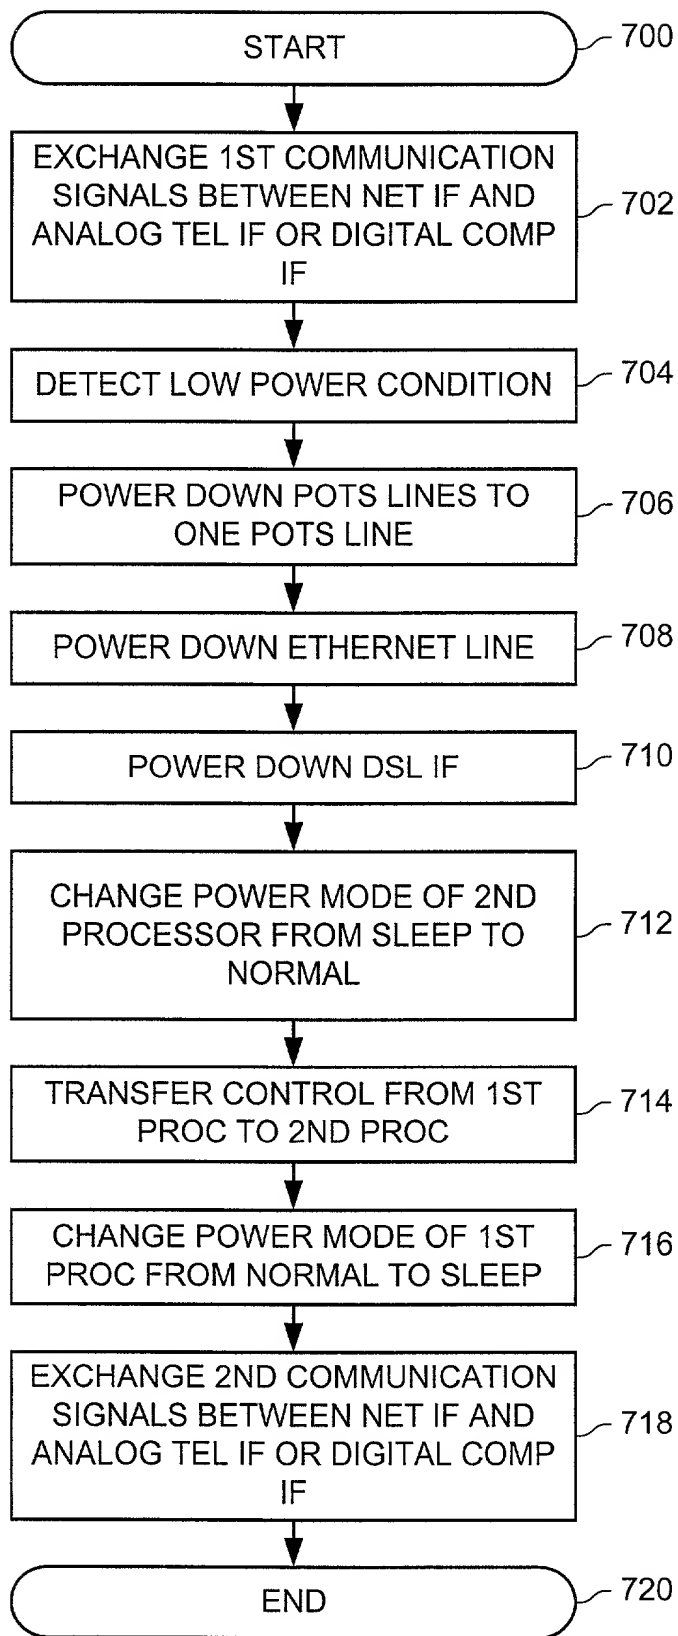 START
700
EXCHANGE 1ST COMMUNICATION
SIGNALS BETWEEN NET IF AND
ANALOG TEL IF OR DIGITAL COMP
IF
702
DETECT LOW POWER CONDITION
704
POWER DOWN POTS LINES TO
ONE POTS LINE
706
POWER DOWN ETHERNET LINE
708
POWER DOWN DSL IF
710
CHANGE POWER MODE OF 2ND
PROCESSOR FROM SLEEP TO
NORMAL
712
TRANSFER CONTROL FROM 1ST
PROC TO 2ND PROC
714
CHANGE POWER MODE OF 1ST
PROC FROM NORMAL TO SLEEP
716
EXCHANGE 2ND COMMUNICATION
SIGNALS BETWEEN NET IF AND
ANALOG TEL IF OR DIGITAL COMP
IF
718
END
720